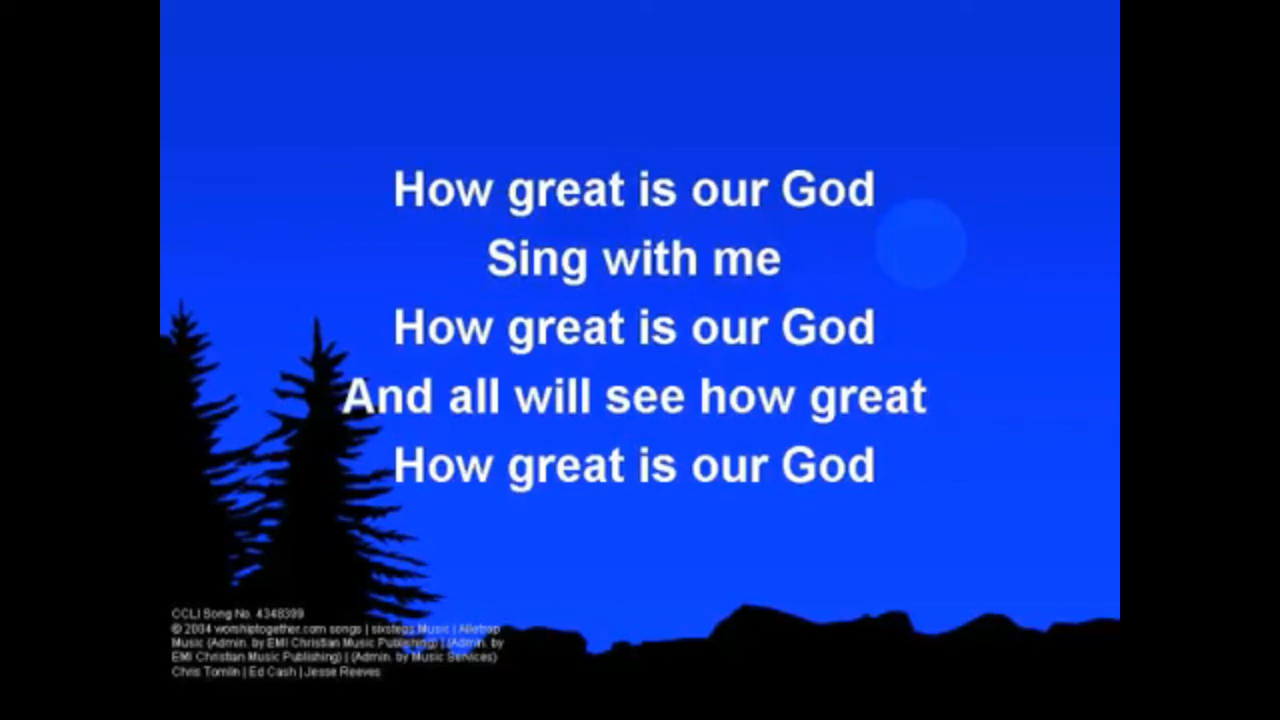 How great is our God
Sing with me
How great is our God
And all will see how great
How great is our God
CCLI Song No. 4348399
© 2004 worshiptogether.com songs | sixsteps Music | Alletrop
Music (Admin. by EMI Christian Music Publishing) | (Admin. by
EMI Christian Music Publishing) | (Admin. by Music Services)
Chris Tomlin | Ed Cash | Jesse Reeves